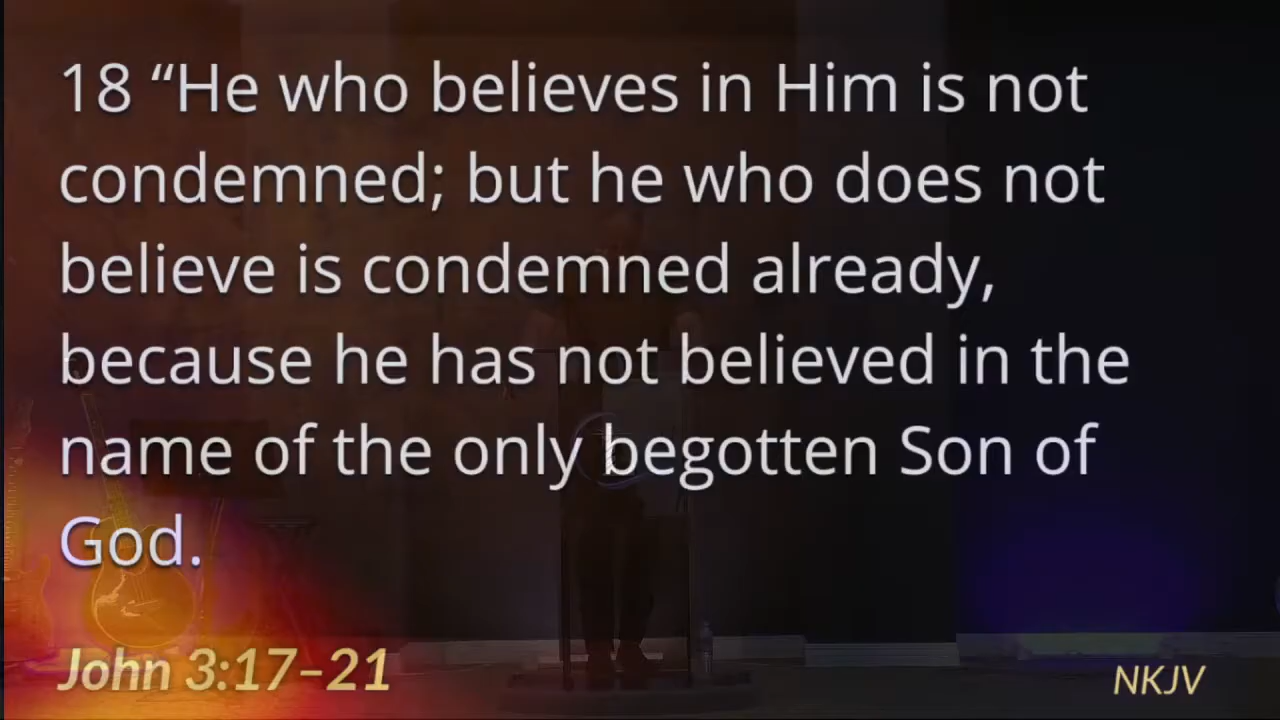 18 “He who believes in Him is not
condemned; but he who does not
believe is condemned already,
because he has not believed in the
name of the only begotten Son of
God.
John 3:17–21
NKJV